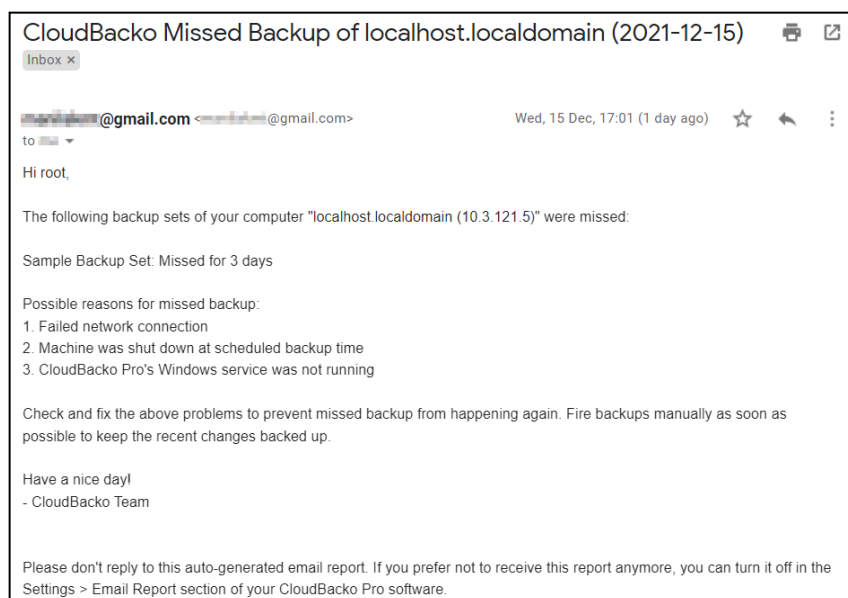 CloudBacko Missed Backup of localhost.localdomain (2021-12-15)
Inbox ×
@gmail.com < @gmail.com> Wed, 15 Dec, 17:01 (1 day ago)
to
Hi root,
The following backup sets of your computer "localhost.localdomain (10.3.121.5)" were missed:
Sample Backup Set: Missed for 3 days
Possible reasons for missed backup:
1. Failed network connection
2. Machine was shut down at scheduled backup time
3. CloudBacko Pro's Windows service was not running
Check and fix the above problems to prevent missed backup from happening again. Fire backups manually as soon as
possible to keep the recent changes backed up.
Have a nice day!
- CloudBacko Team
Please don't reply to this auto-generated email report. If you prefer not to receive this report anymore, you can turn it off in the
Settings > Email Report section of your CloudBacko Pro software.